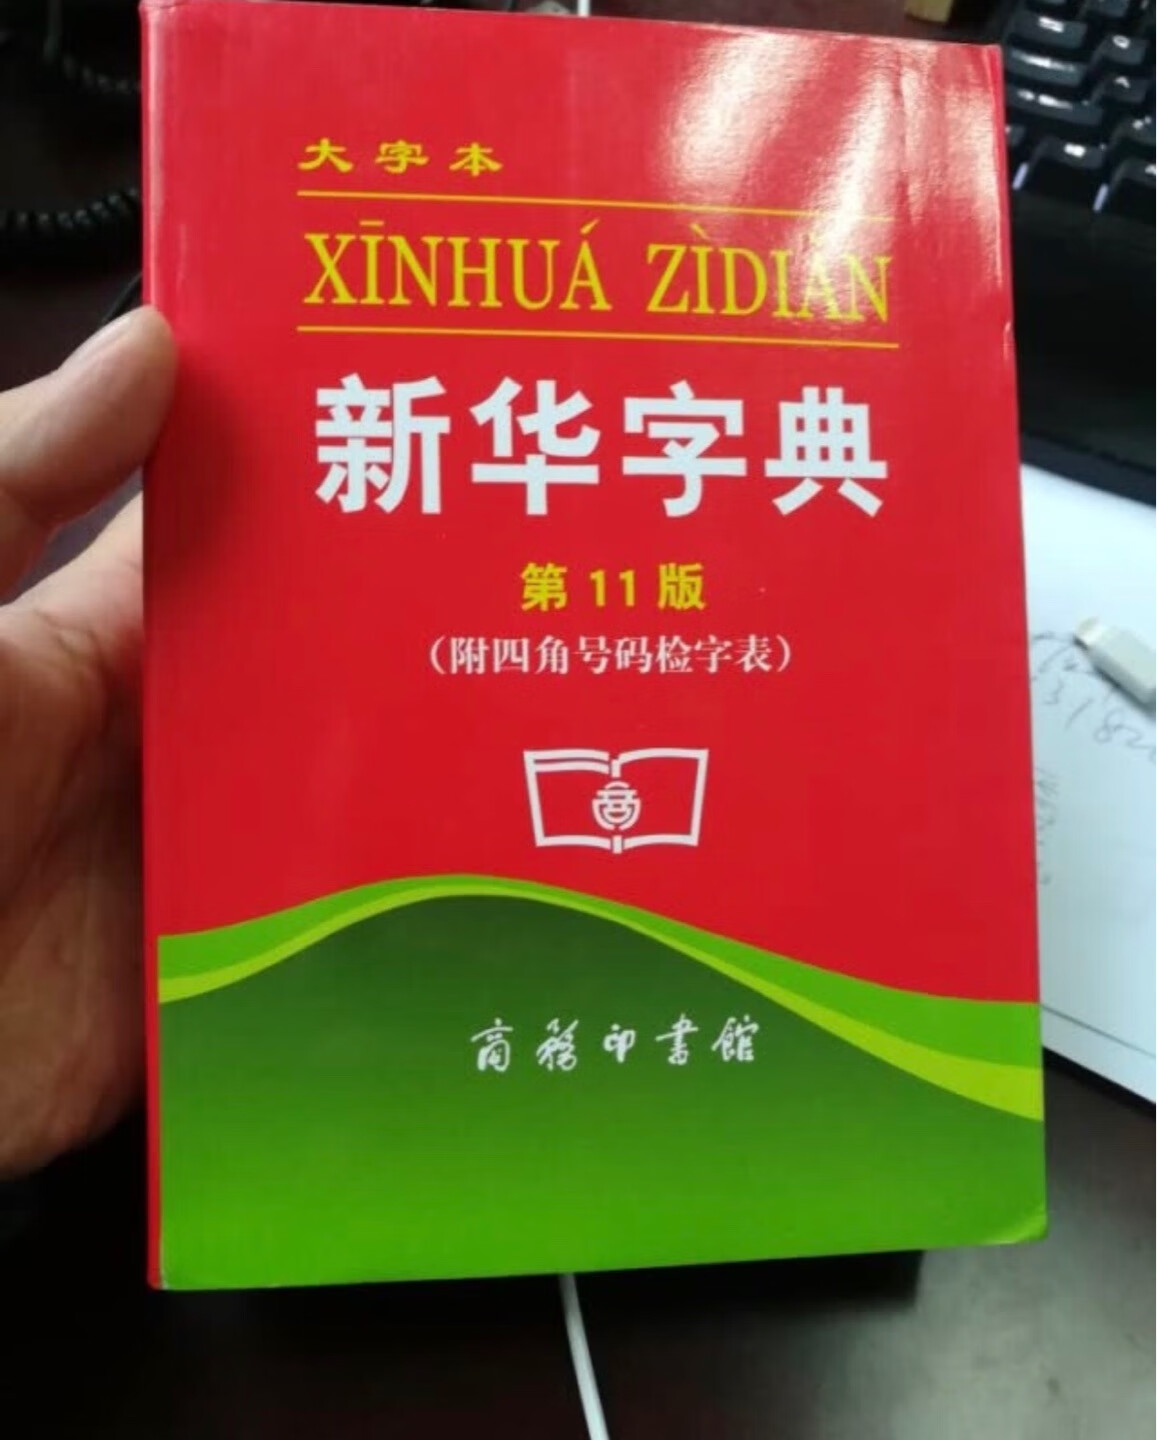 大字本
XĪNHUÁ ZÌDIǍN
新华字典
第11版
（附四角号码检字表）
商
商務印書館